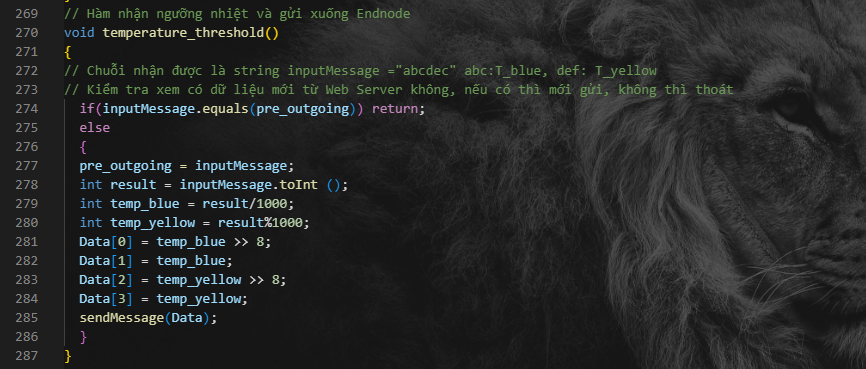 269 // Hàm nhận ngưỡng nhiệt và gửi xuống Endnode
270 void temperature_threshold()
271 {
272 // Chuỗi nhận được là string inputMessage ="abcdec" abc:T_blue, def: T_yellow
273 // Kiểm tra xem có dữ liệu mới từ Web Server không, nếu có thì mới gửi, không thì thoát
274 if(inputMessage.equals(pre_outgoing)) return;
275 else
276 {
277 pre_outgoing = inputMessage;
278 int result = inputMessage.toInt ();
279 int temp_blue = result/1000;
280 int temp_yellow = result%1000;
281 Data[0] = temp_blue >> 8;
282 Data[1] = temp_blue;
283 Data[2] = temp_yellow >> 8;
284 Data[3] = temp_yellow;
285 sendMessage(Data);
286 }
287 }